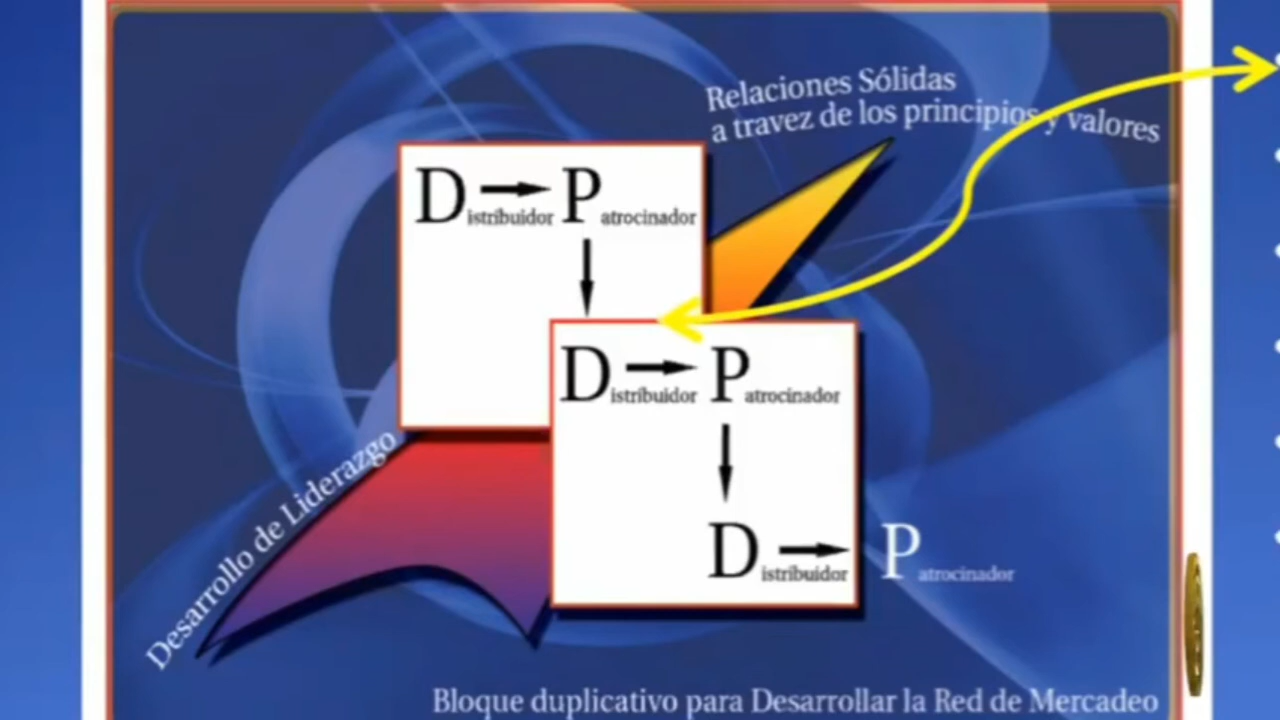 Relaciones Sólidas
a travez de los principios y valores
Distribuidor Patrocinador
Distribuidor Patrocinador
Distribuidor Patrocinador
Desarrollo de Liderazgo
Bloque duplicativo para Desarrollar la Red de Mercadeo